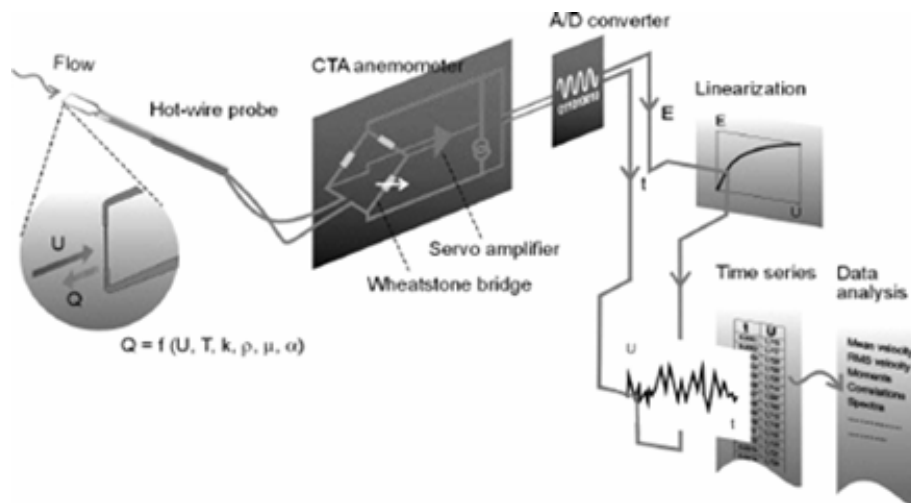 A/D converter
Flow
CTA anemometer
Hot-wire probe
Linearization
E
E
t
U
U
Q
Servo amplifier
Wheatstone bridge
Time series
Data
analysis
Q = f (U, T, k, ρ, μ, α)
U
t
t U
Mean velocity
RMS velocity
Moments
Correlations
Spectra